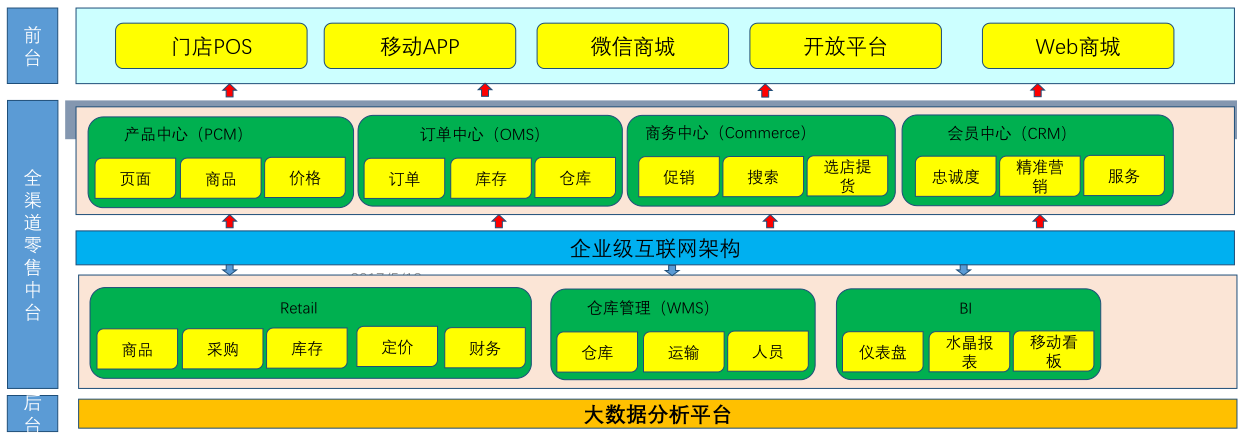 前台
门店POS
移动APP
微信商城
开放平台
Web商城
全渠道零售中台
产品中心（PCM）
页面
商品
价格
订单中心（OMS）
订单
库存
仓库
商务中心（Commerce）
促销
搜索
选店提
货
会员中心（CRM）
忠诚度
精准营
销
服务
企业级互联网架构
Retail
商品
采购
库存
定价
财务
仓库管理（WMS）
仓库
运输
人员
BI
仪表盘
水晶报
表
移动看
板
后台
大数据分析平台